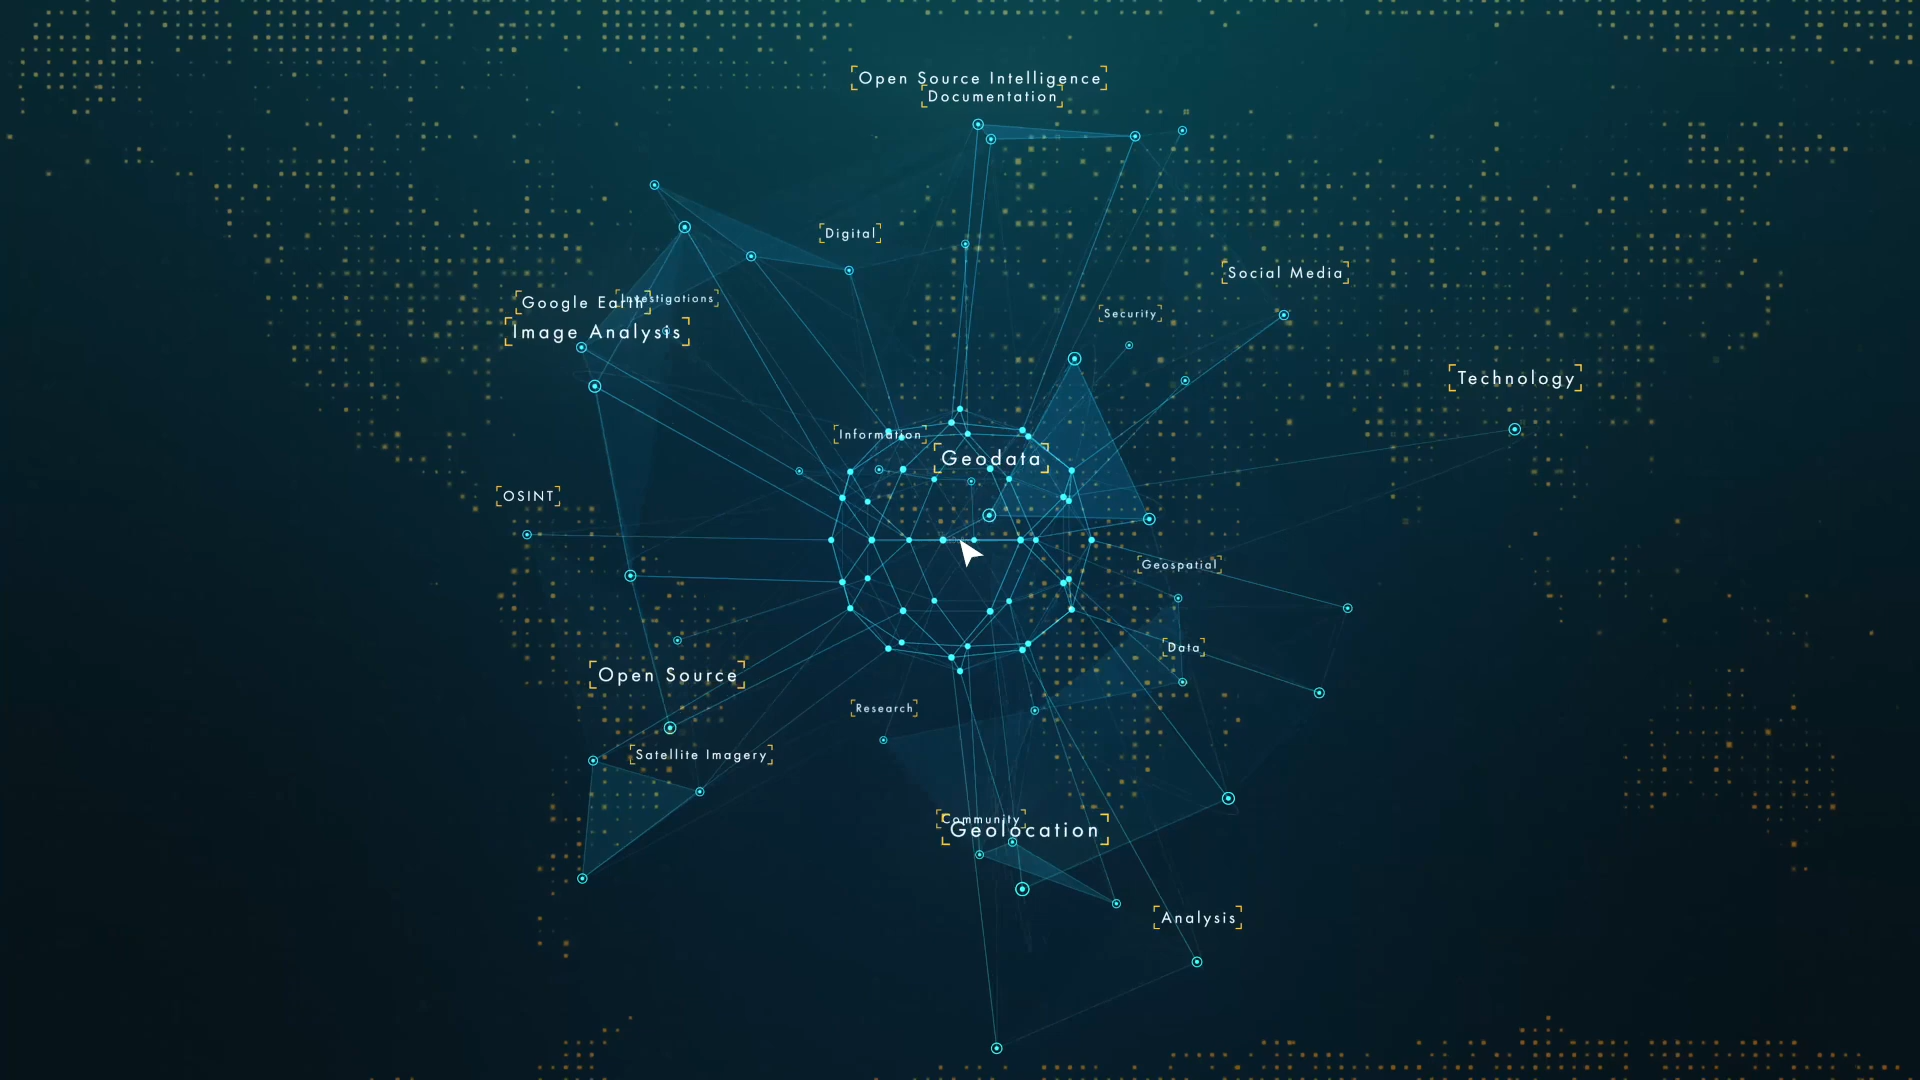 Open Source Intelligence
Documentation
Digital
Social Media
Google Earth
Investigations
Security
Image Analysis
Technology
Information
Geodata
OSINT
Geospatial
Data
Open Source
Research
Satellite Imagery
Community
Geolocation
Analysis